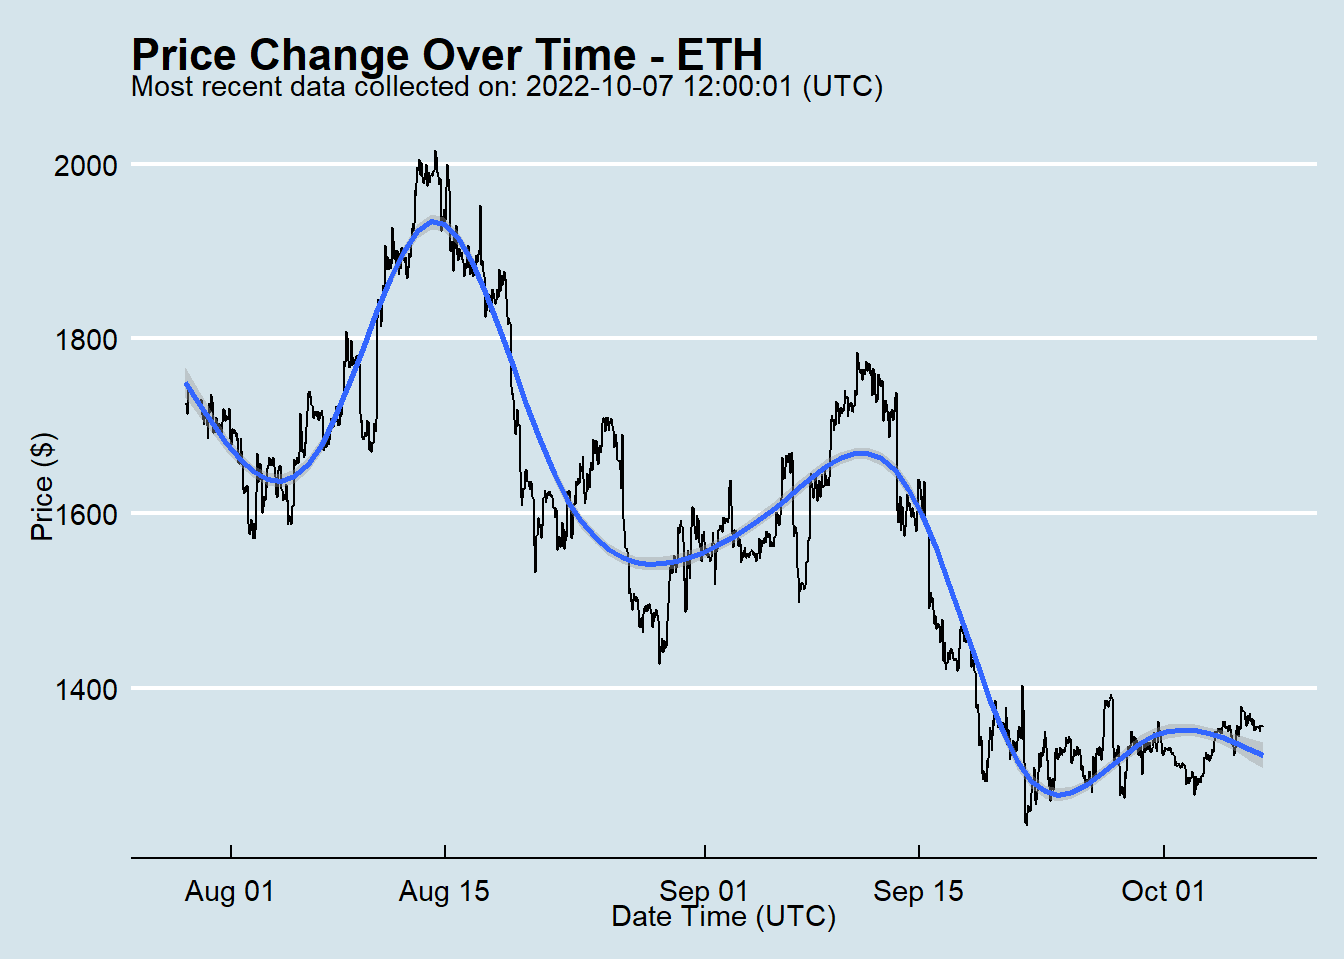 Price Change Over Time - ETH
Most recent data collected on: 2022-10-07 12:00:01 (UTC)
2000
1800
1600
1400
Price ($)
Aug 01
Aug 15
Sep 01
Sep 15
Oct 01
Date Time (UTC)